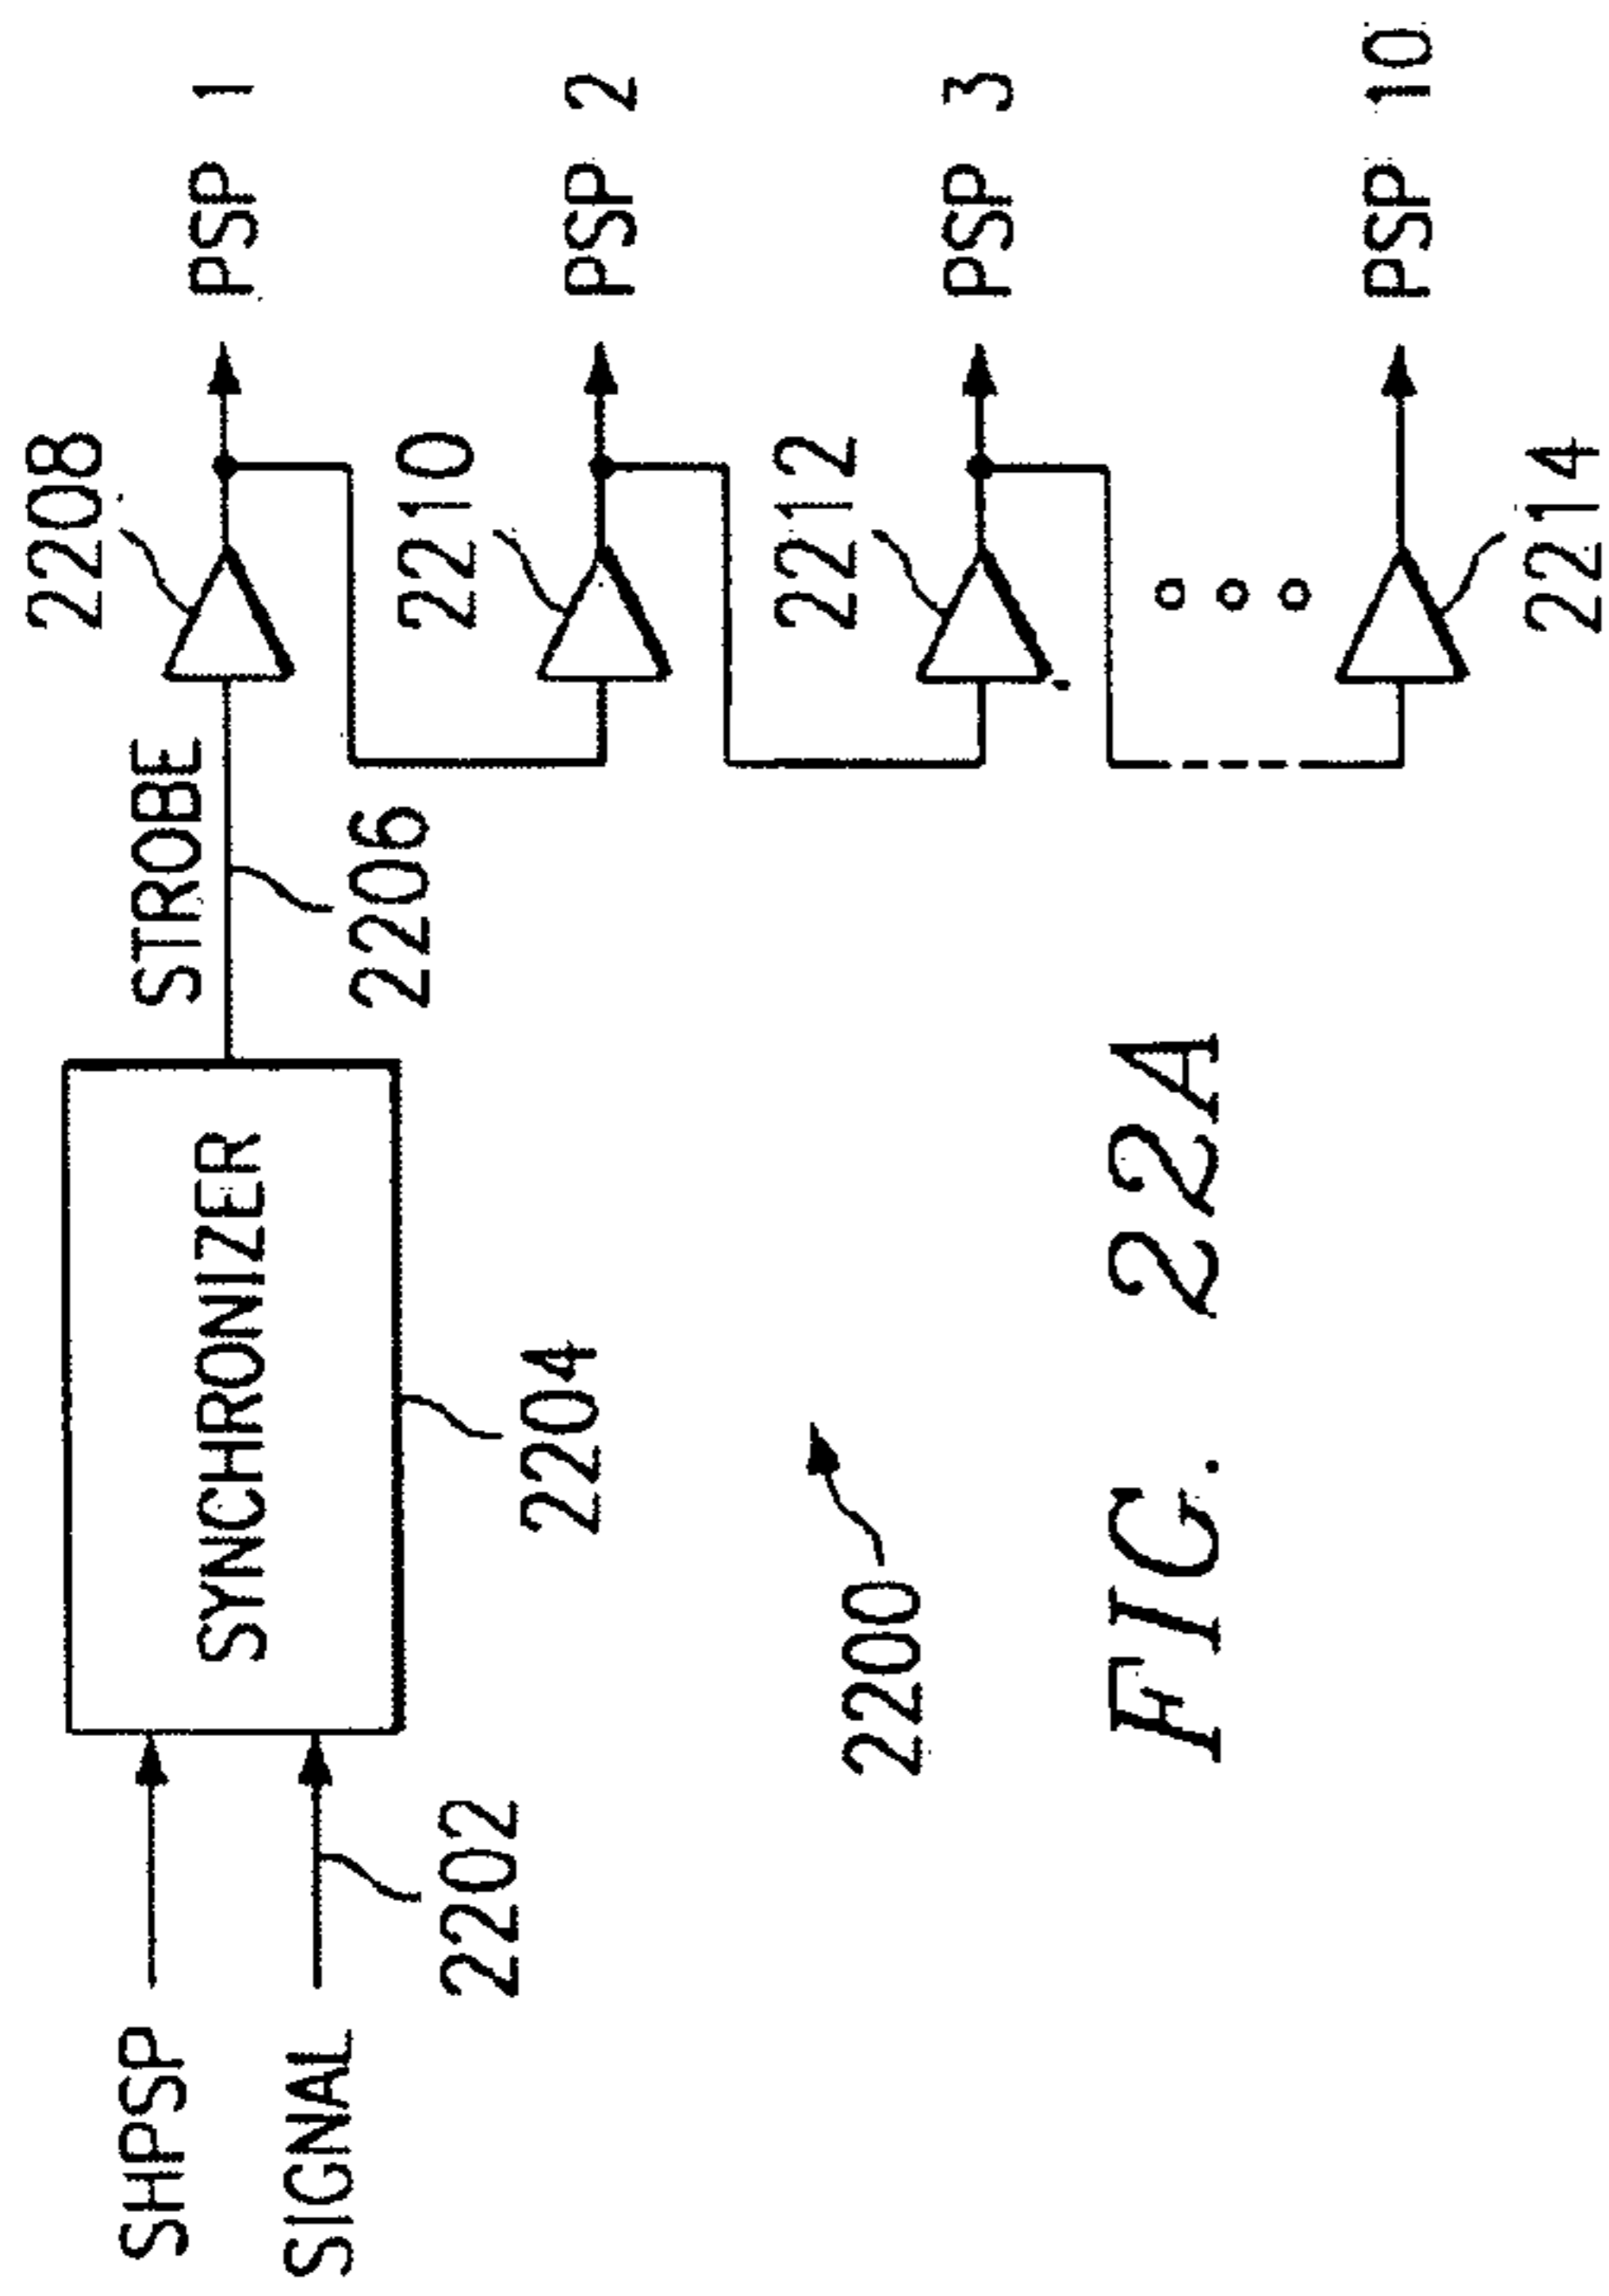 2208
PSP 1
STROBE
SHPSP
SYNCHRONIZER
SIGNAL
2206
2210
PSP 2
2202
2204
2212
PSP 3
2200
PSP 10
2214
FIG. 22A